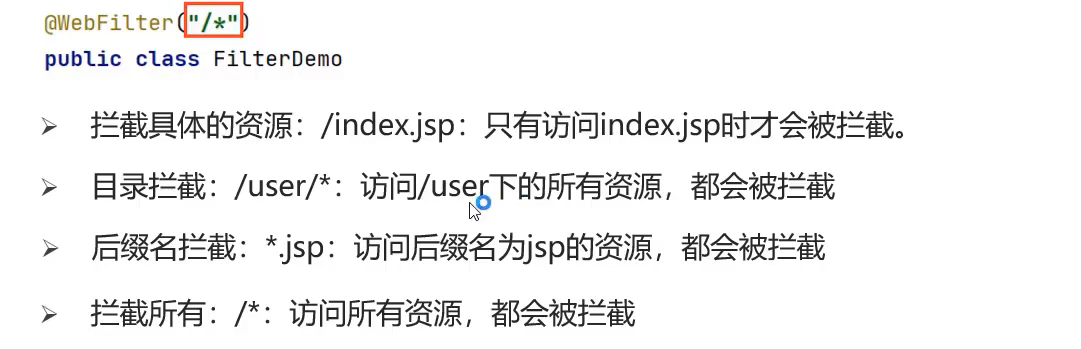 @WebFilter("/*")
public class FilterDemo
➢ 拦截具体的资源：/index.jsp：只有访问index.jsp时才会被拦截。
➢ 目录拦截：/user/*：访问/user下的所有资源，都会被拦截
➢ 后缀名拦截：*.jsp：访问后缀名为jsp的资源，都会被拦截
➢ 拦截所有：/*：访问所有资源，都会被拦截